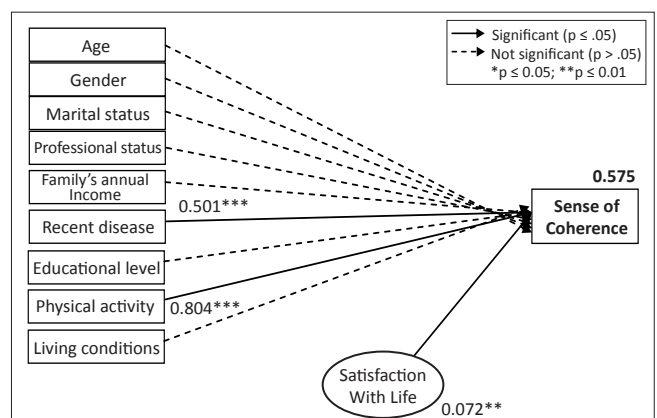 Age
Gender
Marital status
Professional status
Family's annual
Income
Recent disease
Educational level
Physical activity
Living conditions
0.501***
0.804***
Satisfaction
With Life
0.072**
0.575
Sense of
Coherence
Significant (p ≤ .05)
Not significant (p > .05)
*p ≤ 0.05; **p ≤ 0.01